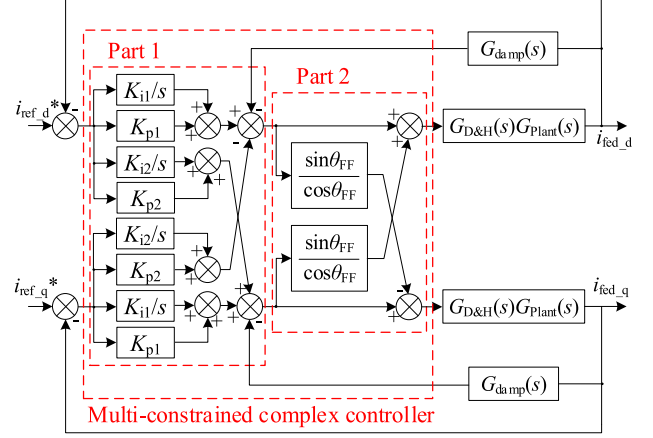 Part 1
G_damp(s)
K_i1/s
Part 2
i_ref_d*
K_p1
G_D&H(s)G_Plant(s)
i_fed_d
K_i2/s
sinθ_FF
cosθ_FF
K_p2
K_i2/s
sinθ_FF
cosθ_FF
K_p2
i_ref_q*
K_i1/s
G_D&H(s)G_Plant(s)
i_fed_q
K_p1
G_damp(s)
Multi-constrained complex controller